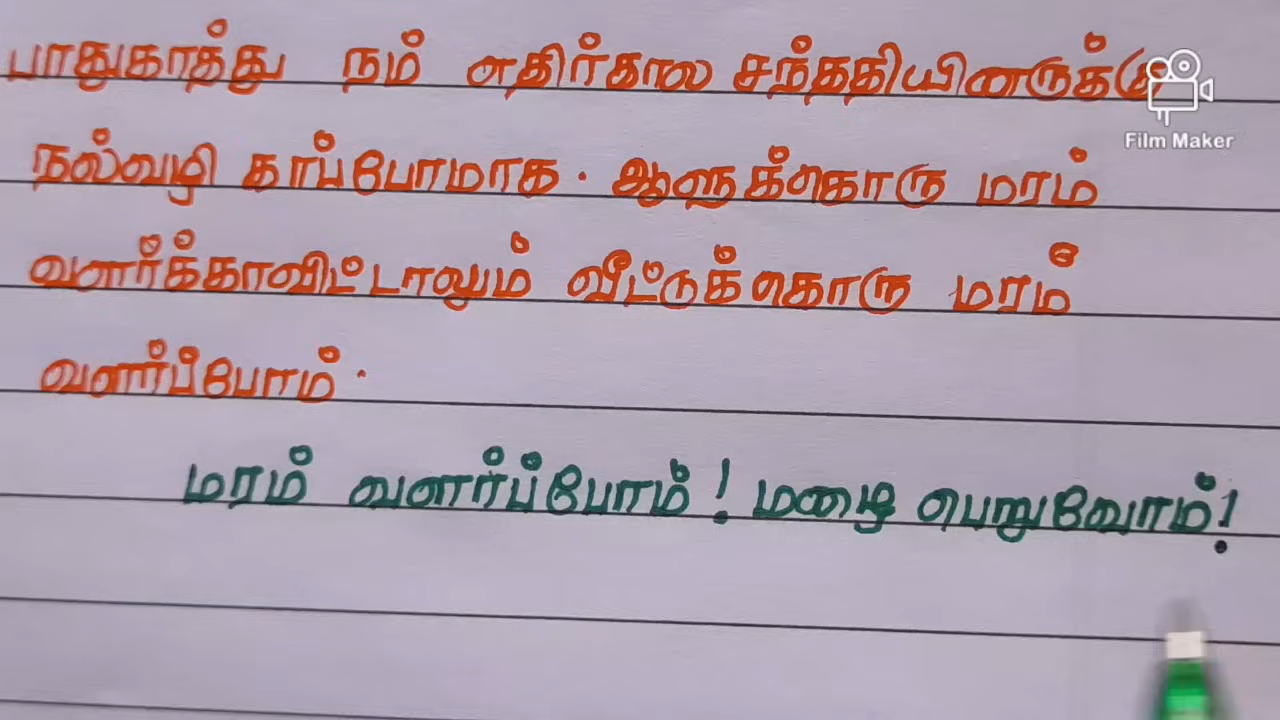 பாதுகாத்து நம் எதிர்கால சந்ததியினருக்கு
நல்வழி காப்போமாக. ஆளுக்கொரு மரம்
வளர்க்காவிட்டாலும் வீட்டுக்கொரு மரம்
வளர்ப்போம்.
மரம் வளர்ப்போம்! மழை பெறுவோம்!
Film Maker